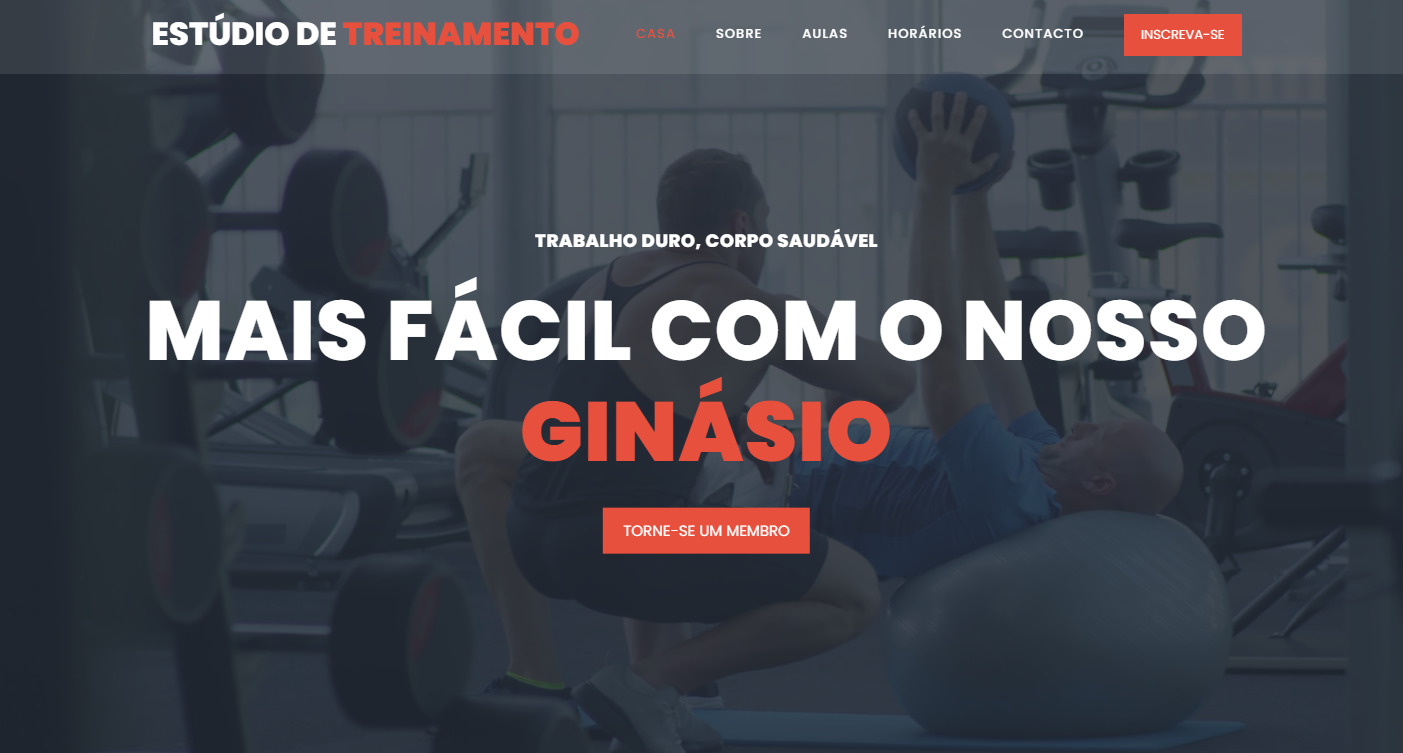 ESTÚDIO DE TREINAMENTO
CASA SOBRE AULAS HORÁRIOS CONTACTO INSCREVA-SE
TRABALHO DURO, CORPO SAUDÁVEL
MAIS FÁCIL COM O NOSSO
GINÁSIO
TORNE-SE UM MEMBRO